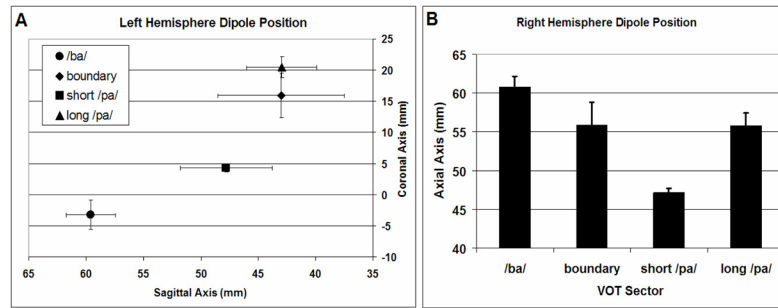 A
Left Hemisphere Dipole Position
/ba/
boundary
short /pa/
long /pa/
25
20
15
10
5
0
-5
-10
Coronal Axis (mm)
65 60 55 50 45 40 35
Sagittal Axis (mm)
B
Right Hemisphere Dipole Position
65
60
55
50
45
40
Axial Axis (mm)
/ba/ boundary short /pa/ long /pa/
VOT Sector